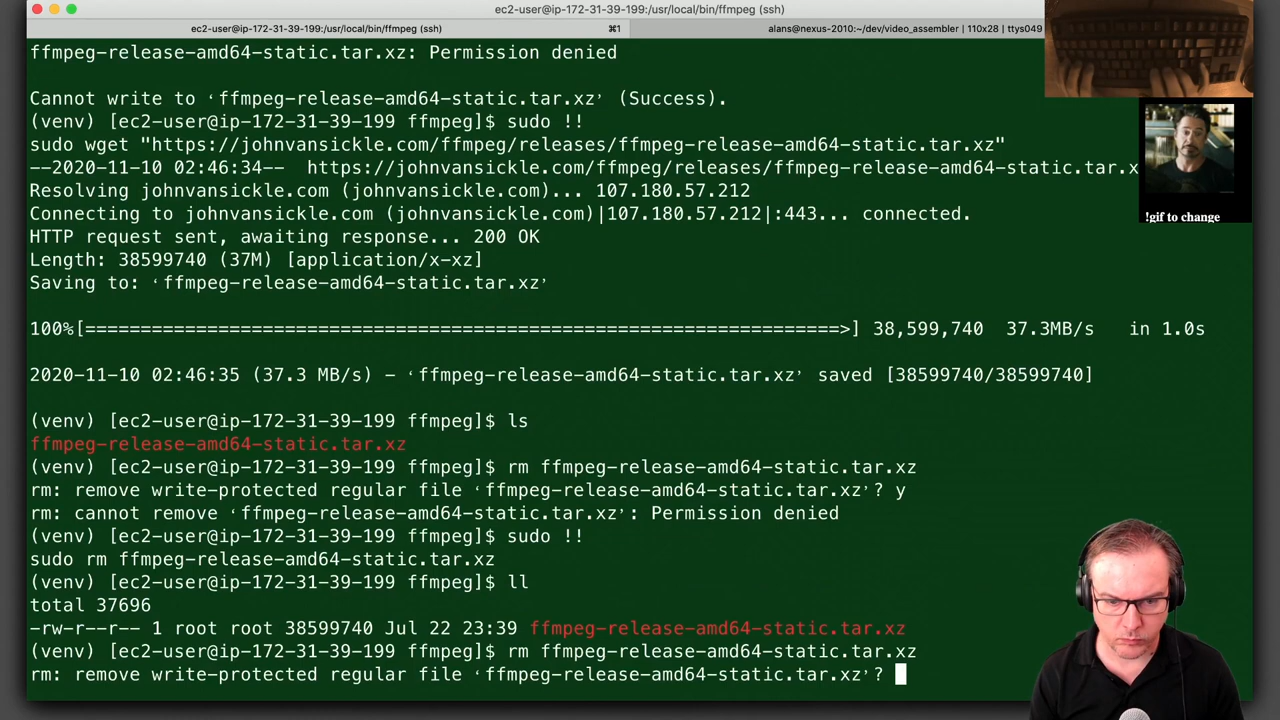 ec2-user@ip-172-31-39-199:/usr/local/bin/ffmpeg (ssh)
ec2-user@ip-172-31-39-199:/usr/local/bin/ffmpeg (ssh) ⌘1 alans@nexus-2010:~/dev/video_assembler | 110x28 | ttys049
ffmpeg-release-amd64-static.tar.xz: Permission denied
Cannot write to ‘ffmpeg-release-amd64-static.tar.xz’ (Success).
(venv) [ec2-user@ip-172-31-39-199 ffmpeg]$ sudo !!
sudo wget "https://johnvansickle.com/ffmpeg/releases/ffmpeg-release-amd64-static.tar.xz"
--2020-11-10 02:46:34-- https://johnvansickle.com/ffmpeg/releases/ffmpeg-release-amd64-static.tar.x
Resolving johnvansickle.com (johnvansickle.com)... 107.180.57.212
Connecting to johnvansickle.com (johnvansickle.com)|107.180.57.212|:443... connected.
HTTP request sent, awaiting response... 200 OK
Length: 38599740 (37M) [application/x-xz]
Saving to: ‘ffmpeg-release-amd64-static.tar.xz’
100%[====================================================================>] 38,599,740 37.3MB/s in 1.0s
2020-11-10 02:46:35 (37.3 MB/s) – ‘ffmpeg-release-amd64-static.tar.xz’ saved [38599740/38599740]
(venv) [ec2-user@ip-172-31-39-199 ffmpeg]$ ls
ffmpeg-release-amd64-static.tar.xz
(venv) [ec2-user@ip-172-31-39-199 ffmpeg]$ rm ffmpeg-release-amd64-static.tar.xz
rm: remove write-protected regular file ‘ffmpeg-release-amd64-static.tar.xz’? y
rm: cannot remove ‘ffmpeg-release-amd64-static.tar.xz’: Permission denied
(venv) [ec2-user@ip-172-31-39-199 ffmpeg]$ sudo !!
sudo rm ffmpeg-release-amd64-static.tar.xz
(venv) [ec2-user@ip-172-31-39-199 ffmpeg]$ ll
total 37696
-rw-r--r-- 1 root root 38599740 Jul 22 23:39 ffmpeg-release-amd64-static.tar.xz
(venv) [ec2-user@ip-172-31-39-199 ffmpeg]$ rm ffmpeg-release-amd64-static.tar.xz
rm: remove write-protected regular file ‘ffmpeg-release-amd64-static.tar.xz’?
!gif to change